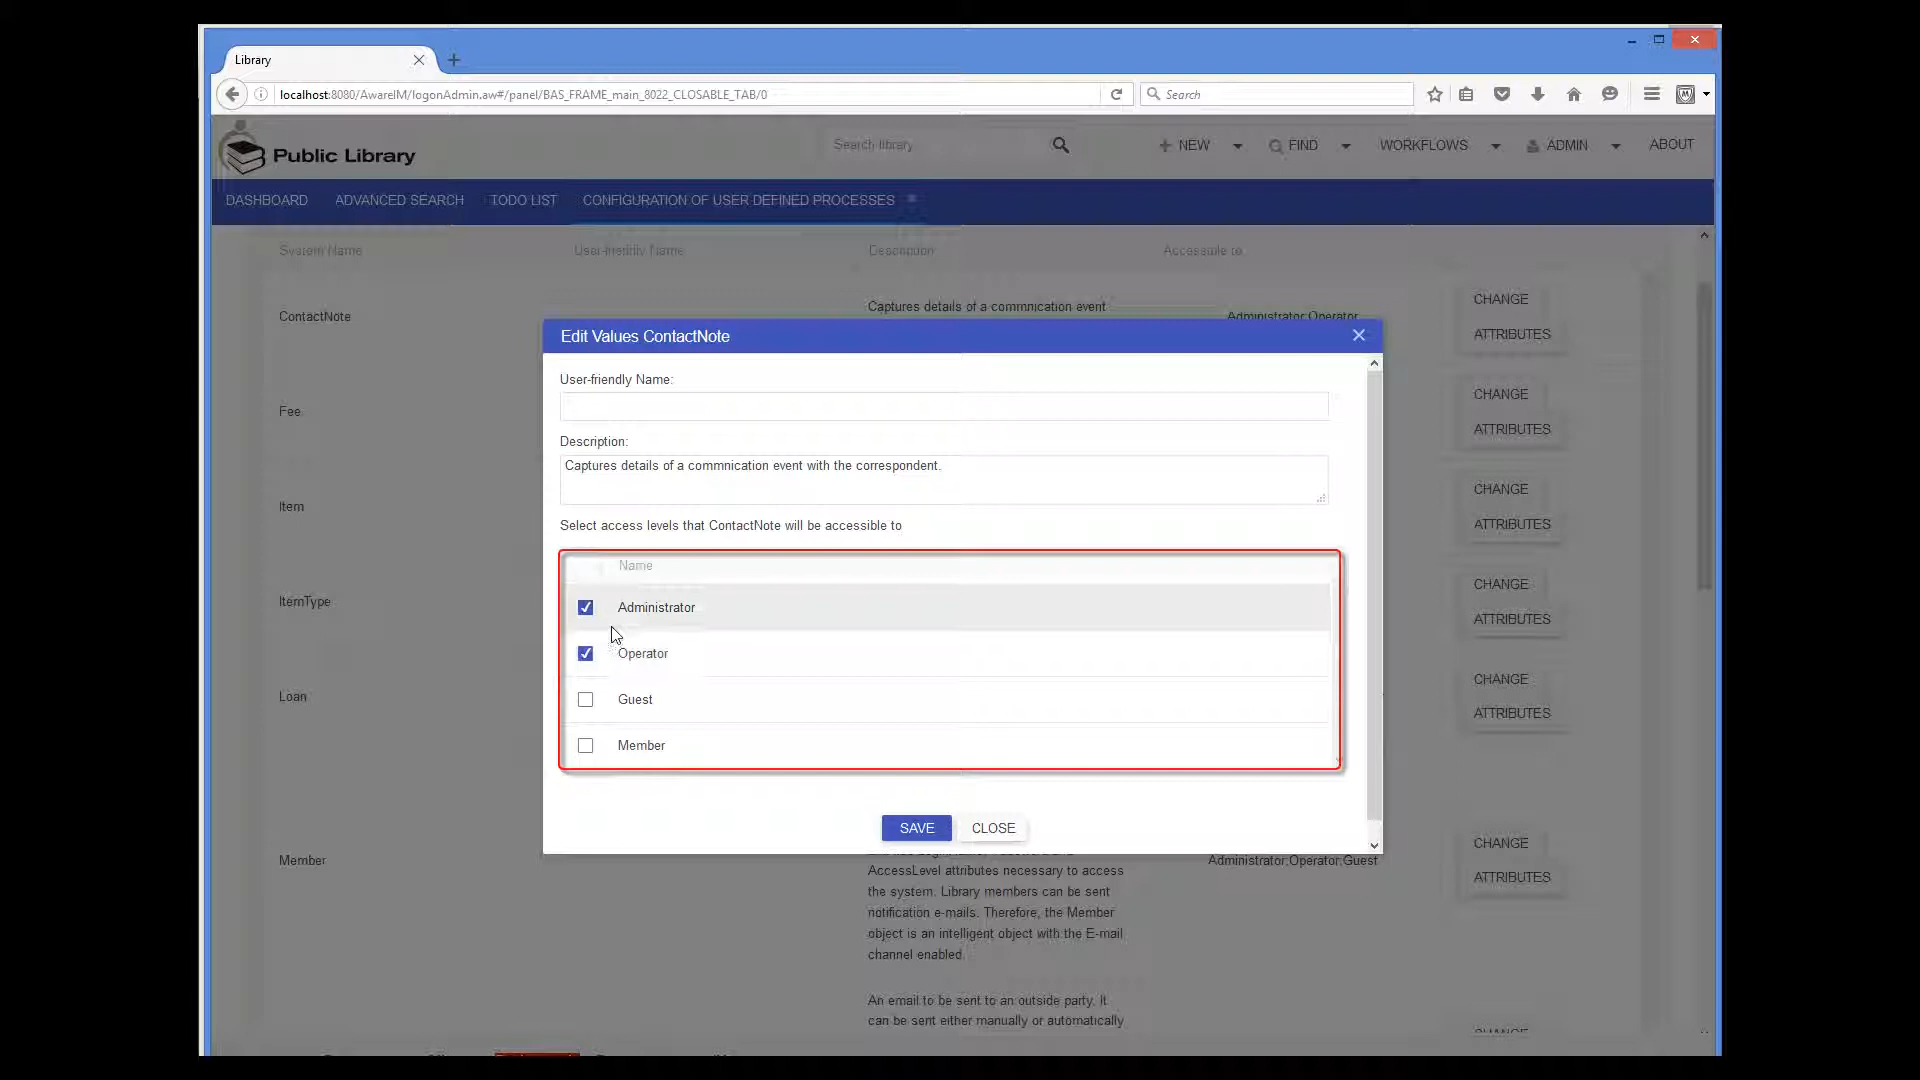 Library
localhost:8080/AwareIM/logonAdmin.aw#/panel/BAS_FRAME_main_8022_CLOSABLE_TAB/0
Search
Public Library
Search library
NEW
FIND
WORKFLOWS
ADMIN
ABOUT
DASHBOARD
ADVANCED SEARCH
TODO LIST
CONFIGURATION OF USER DEFINED PROCESSES
System Name
User-friendly Name
Description
Accessible to
ContactNote
Captures details of a commnication event
Administrator;Operator
CHANGE
ATTRIBUTES
Edit Values ContactNote
User-friendly Name:
Description:
Captures details of a commnication event with the correspondent.
Select access levels that ContactNote will be accessible to
Name
Administrator
Operator
Guest
Member
SAVE
CLOSE
Fee
CHANGE
ATTRIBUTES
Item
CHANGE
ATTRIBUTES
ItemType
CHANGE
ATTRIBUTES
Loan
CHANGE
ATTRIBUTES
Member
AccessLevel attributes necessary to access
the system. Library members can be sent
notification e-mails. Therefore, the Member
object is an intelligent object with the E-mail
channel enabled.
Administrator;Operator;Guest
CHANGE
ATTRIBUTES
An email to be sent to an outside party. It
can be sent either manually or automatically
CHANGE